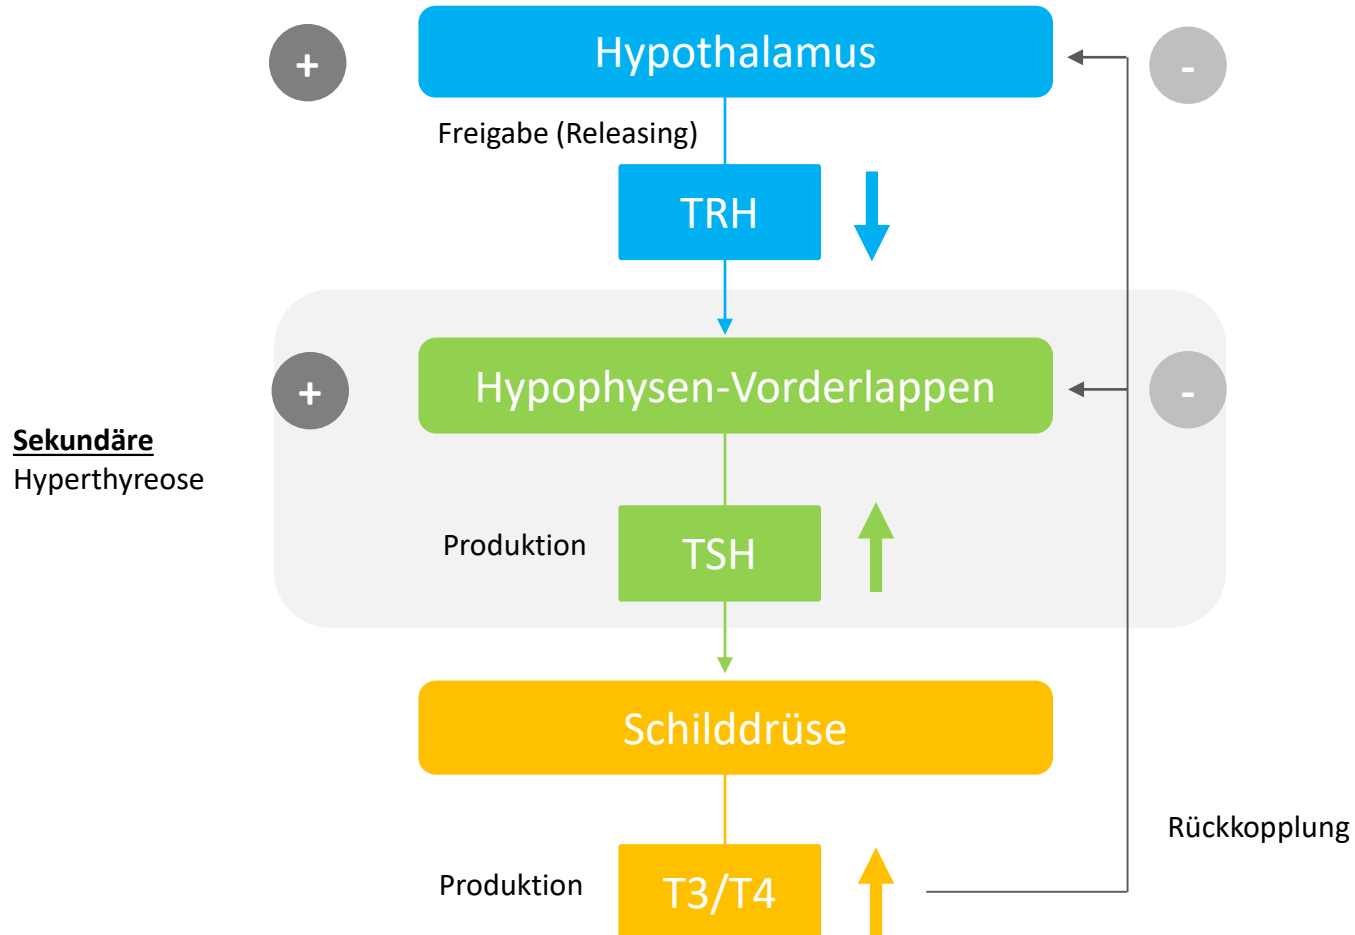 +
Hypothalamus
-
Freigabe (Releasing)
TRH
+
Hypophysen-Vorderlappen
-
Sekundäre
Hyperthyreose
Produktion
TSH
Schilddrüse
Rückkopplung
Produktion
T3/T4